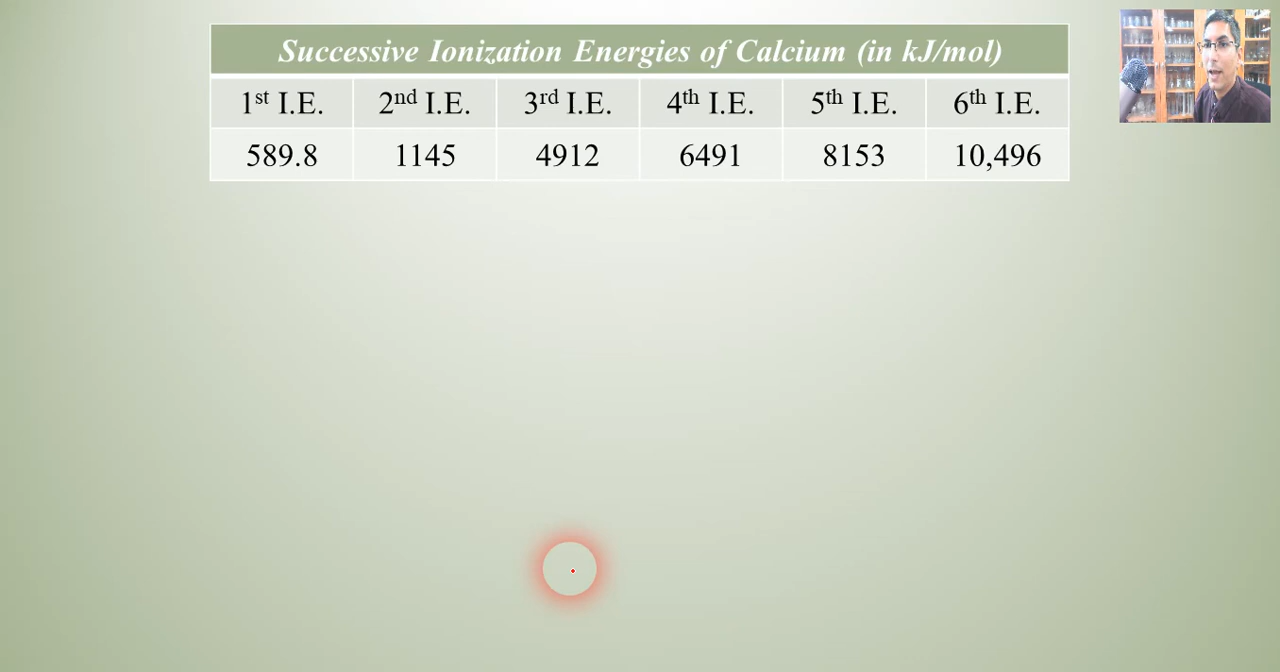 Successive Ionization Energies of Calcium (in kJ/mol)
1st I.E. 2nd I.E. 3rd I.E. 4th I.E. 5th I.E. 6th I.E.
589.8 1145 4912 6491 8153 10,496